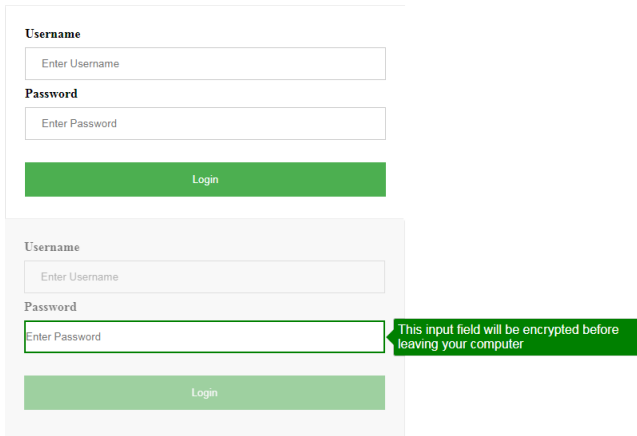 Username
Enter Username
Password
Enter Password
Login
Username
Enter Username
Password
Enter Password
This input field will be encrypted before
leaving your computer
Login